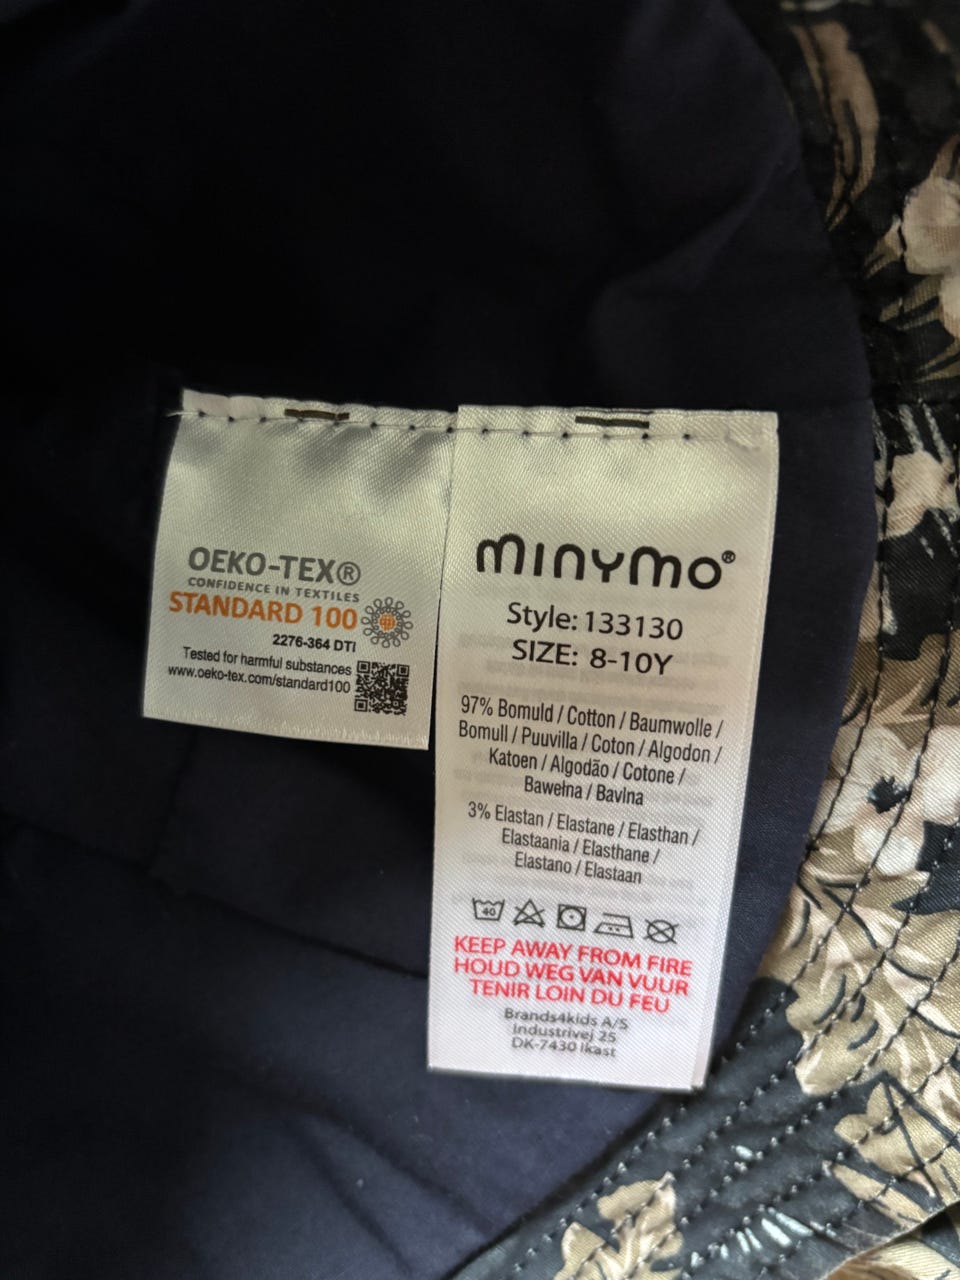 OEKO-TEX®
CONFIDENCE IN TEXTILES
STANDARD 100
2276-364 DTI
Tested for harmful substances
www.oeko-tex.com/standard100
minymo®
Style: 133130
SIZE: 8-10Y
97% Bomuld / Cotton / Baumwolle /
Bomull / Puuvilla / Coton / Algodon /
Katoen / Algodão / Cotone /
Bawełna / Bavlna
3% Elastan / Elastane / Elasthan /
Elastaania / Elasthane /
Elastano / Elastaan
40
KEEP AWAY FROM FIRE
HOUD WEG VAN VUUR
TENIR LOIN DU FEU
Brands4kids A/S
Industrivej 25
DK-7430 Ikast